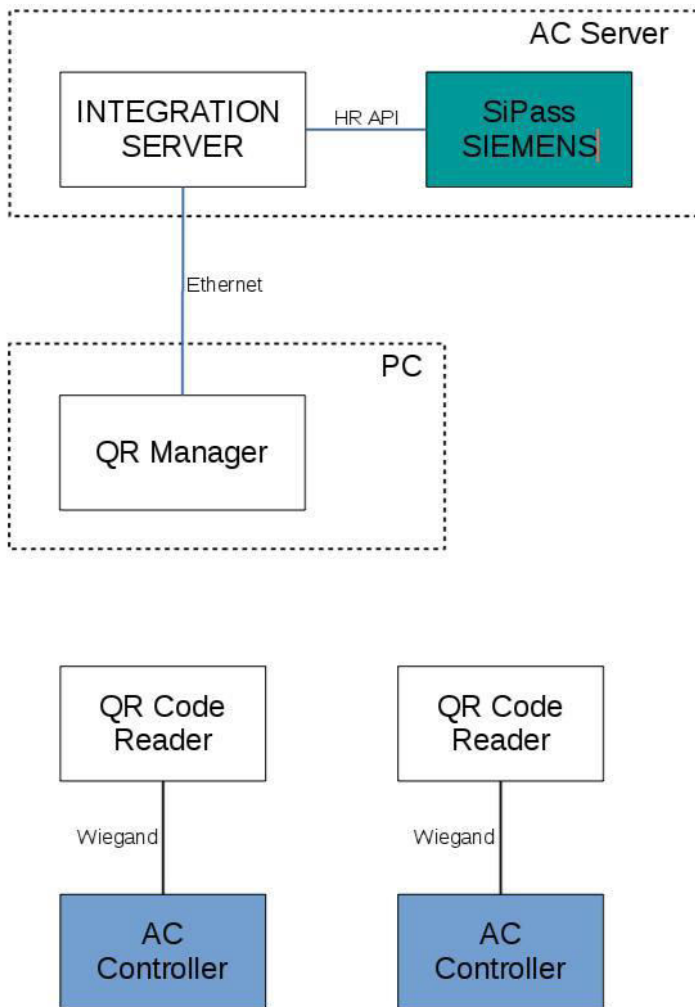 AC Server
INTEGRATION
SERVER
HR API
SiPass
SIEMENS
Ethernet
PC
QR Manager
QR Code
Reader
QR Code
Reader
Wiegand
Wiegand
AC
Controller
AC
Controller